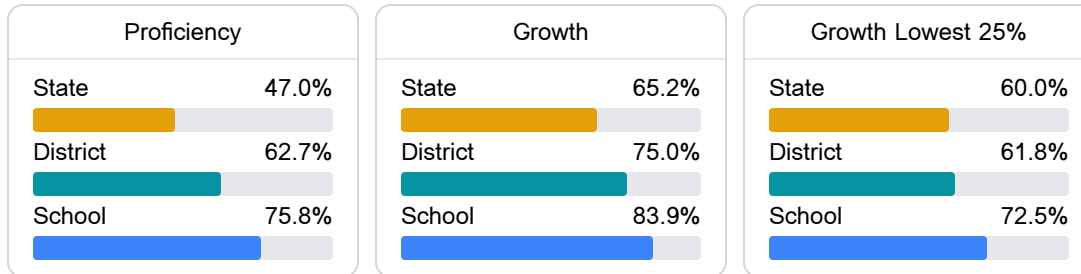 Proficiency
State 47.0%
District 62.7%
School 75.8%
Growth
State 65.2%
District 75.0%
School 83.9%
Growth Lowest 25%
State 60.0%
District 61.8%
School 72.5%